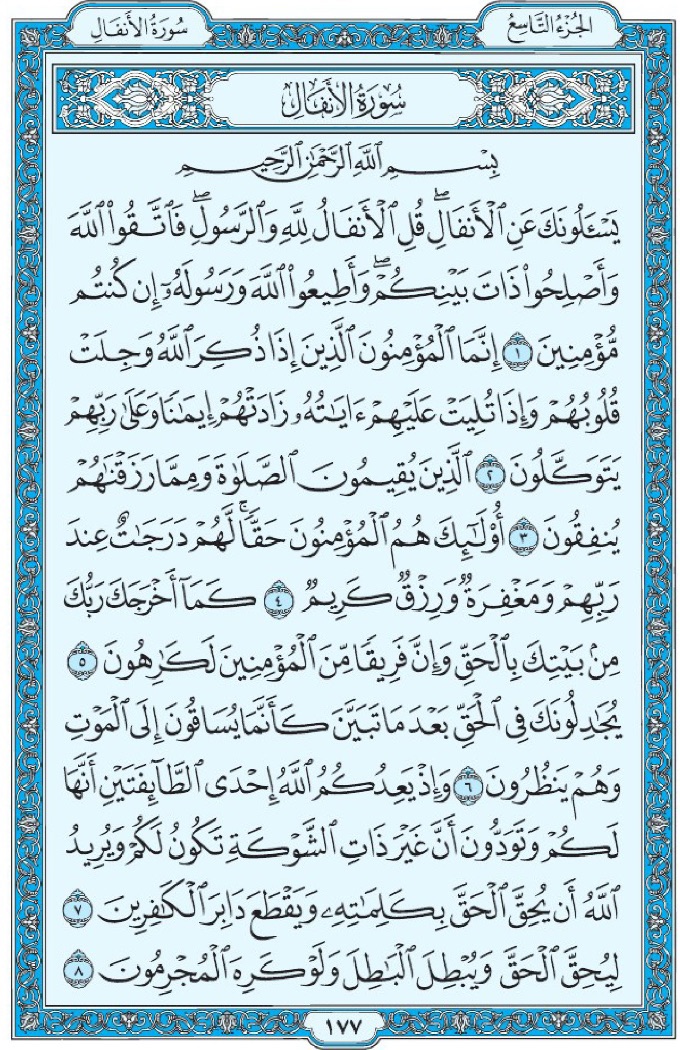 الجُزْءُ التَّاسِعُ
سُورَةُ الأَنفَالِ
سُورَةُ الأَنفَالِ
بِسْمِ ٱللَّهِ ٱلرَّحْمَٰنِ ٱلرَّحِيمِ
يَسْـَٔلُونَكَ عَنِ ٱلْأَنفَالِۖ قُلِ ٱلْأَنفَالُ لِلَّهِ وَٱلرَّسُولِۖ فَٱتَّقُوا۟ ٱللَّهَ
وَأَصْلِحُوا۟ ذَاتَ بَيْنِكُمْۖ وَأَطِيعُوا۟ ٱللَّهَ وَرَسُولَهُۥٓ إِن كُنتُم
مُّؤْمِنِينَ ١ إِنَّمَا ٱلْمُؤْمِنُونَ ٱلَّذِينَ إِذَا ذُكِرَ ٱللَّهُ وَجِلَتْ
قُلُوبُهُمْ وَإِذَا تُلِيَتْ عَلَيْهِمْ ءَايَٰتُهُۥ زَادَتْهُمْ إِيمَٰنًا وَعَلَىٰ رَبِّهِمْ
يَتَوَكَّلُونَ ٢ ٱلَّذِينَ يُقِيمُونَ ٱلصَّلَوٰةَ وَمِمَّا رَزَقْنَٰهُمْ
يُنفِقُونَ ٣ أُو۟لَٰٓئِكَ هُمُ ٱلْمُؤْمِنُونَ حَقًّاۚ لَّهُمْ دَرَجَٰتٌ عِندَ
رَبِّهِمْ وَمَغْفِرَةٌ وَرِزْقٌ كَرِيمٌ ٤ كَمَآ أَخْرَجَكَ رَبُّكَ
مِنۢ بَيْتِكَ بِٱلْحَقِّ وَإِنَّ فَرِيقًا مِّنَ ٱلْمُؤْمِنِينَ لَكَٰرِهُونَ ٥
يُجَٰدِلُونَكَ فِى ٱلْحَقِّ بَعْدَ مَا تَبَيَّنَ كَأَنَّمَا يُسَاقُونَ إِلَى ٱلْمَوْتِ
وَهُمْ يَنظُرُونَ ٦ وَإِذْ يَعِدُكُمُ ٱللَّهُ إِحْدَى ٱلطَّآئِفَتَيْنِ أَنَّهَا
لَكُمْ وَتَوَدُّونَ أَنَّ غَيْرَ ذَاتِ ٱلشَّوْكَةِ تَكُونُ لَكُمْ وَيُرِيدُ
ٱللَّهُ أَن يُحِقَّ ٱلْحَقَّ بِكَلِمَٰتِهِۦ وَيَقْطَعَ دَابِرَ ٱلْكَٰفِرِينَ ٧
لِيُحِقَّ ٱلْحَقَّ وَيُبْطِلَ ٱلْبَٰطِلَ وَلَوْ كَرِهَ ٱلْمُجْرِمُونَ ٨
١٧٧